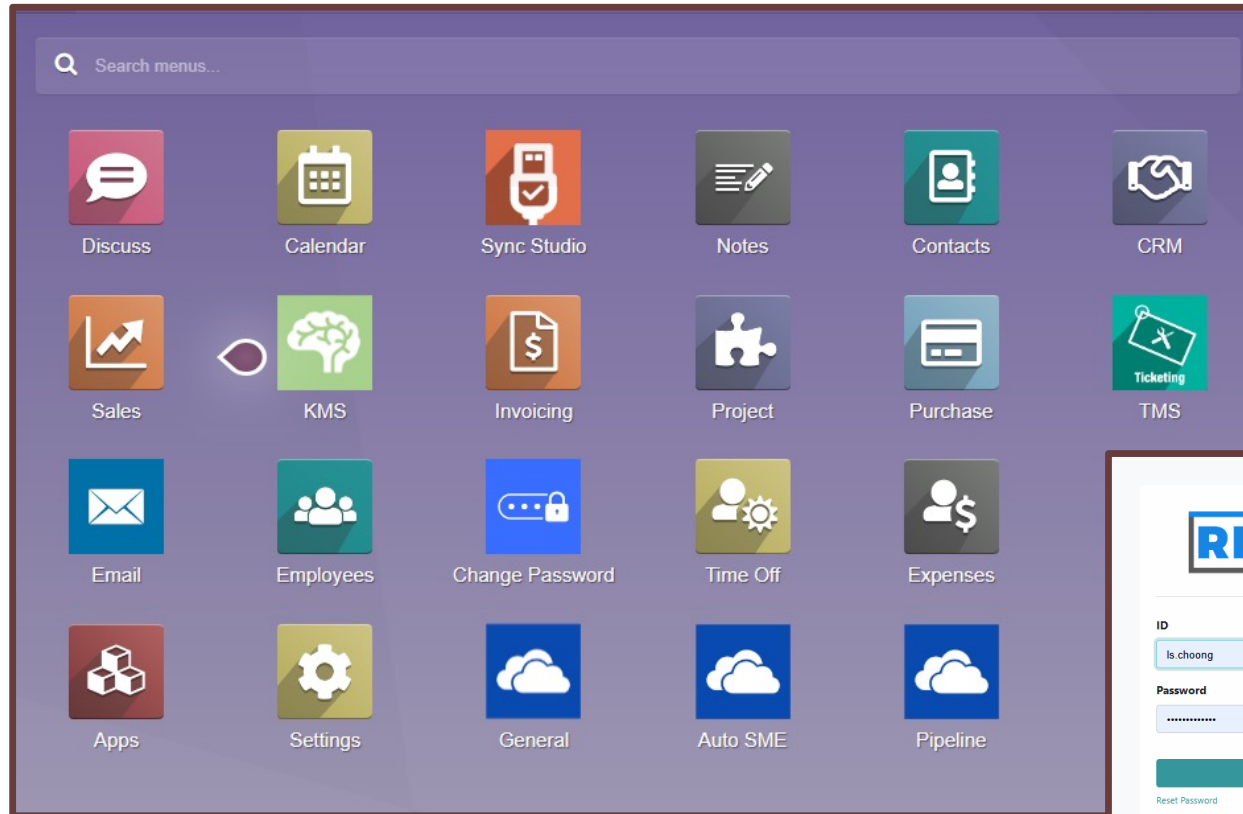 Search menus...
Discuss Calendar Sync Studio Notes Contacts CRM
Ticketing
Sales KMS Invoicing Project Purchase TMS
Email Employees Change Password Time Off Expenses
Apps Settings General Auto SME Pipeline
ID
ls.choong
Password
Reset Password